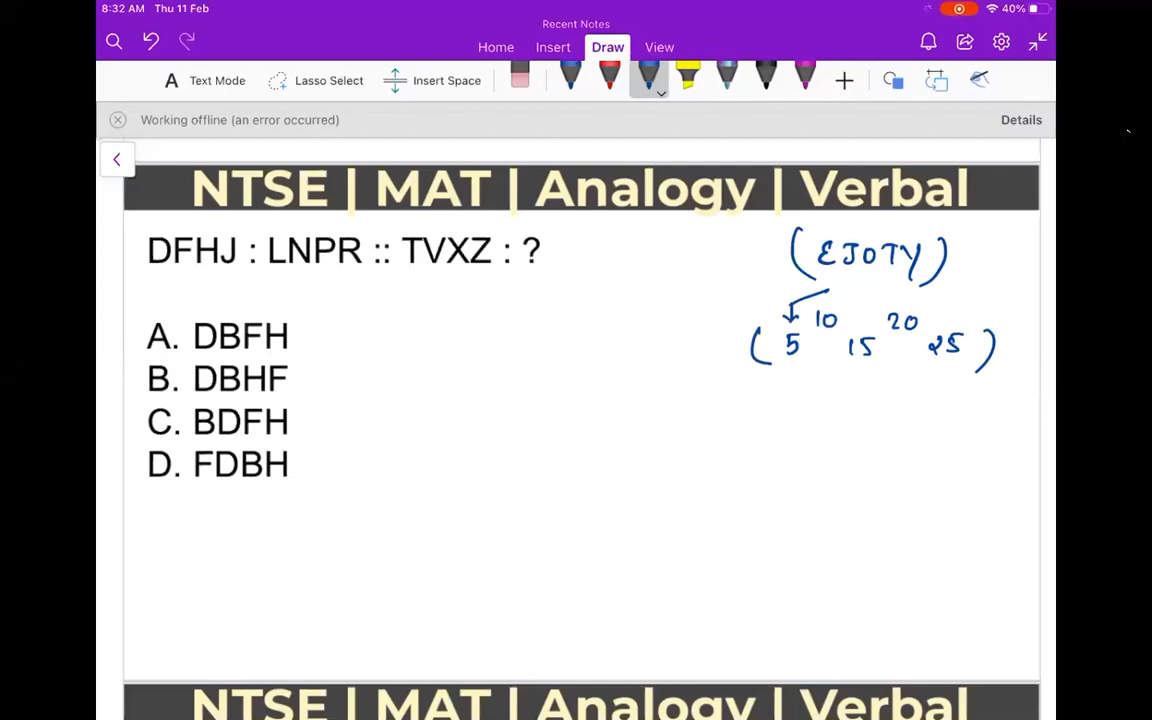 8:32 AM Thu 11 Feb
40%
Recent Notes
Home Insert Draw View
A Text Mode Lasso Select Insert Space
Working offline (an error occurred) Details
NTSE | MAT | Analogy | Verbal
DFHJ : LNPR :: TVXZ : ?
(EJOTY)
(5 10 15 20 25)
A. DBFH
B. DBHF
C. BDFH
D. FDBH
NTSE | MAT | Analogy | Verbal